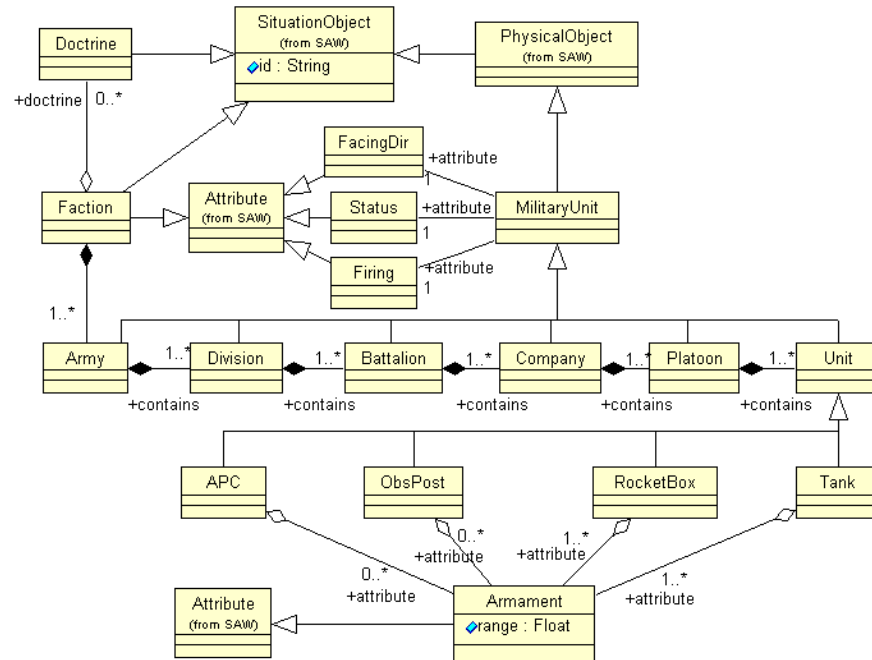 SituationObject
(from SAW)
id : String
Doctrine
PhysicalObject
(from SAW)
+doctrine
0..*
FacingDir
+attribute
1
Attribute
(from SAW)
Faction
Status
+attribute
1
MilitaryUnit
Firing
+attribute
1
1..*
Army
1..*
+contains
Division
1..*
+contains
Battalion
1..*
+contains
Company
1..*
+contains
Platoon
1..*
+contains
Unit
APC
ObsPost
RocketBox
Tank
0..*
+attribute
1..*
+attribute
0..*
+attribute
1..*
+attribute
Attribute
(from SAW)
Armament
range : Float